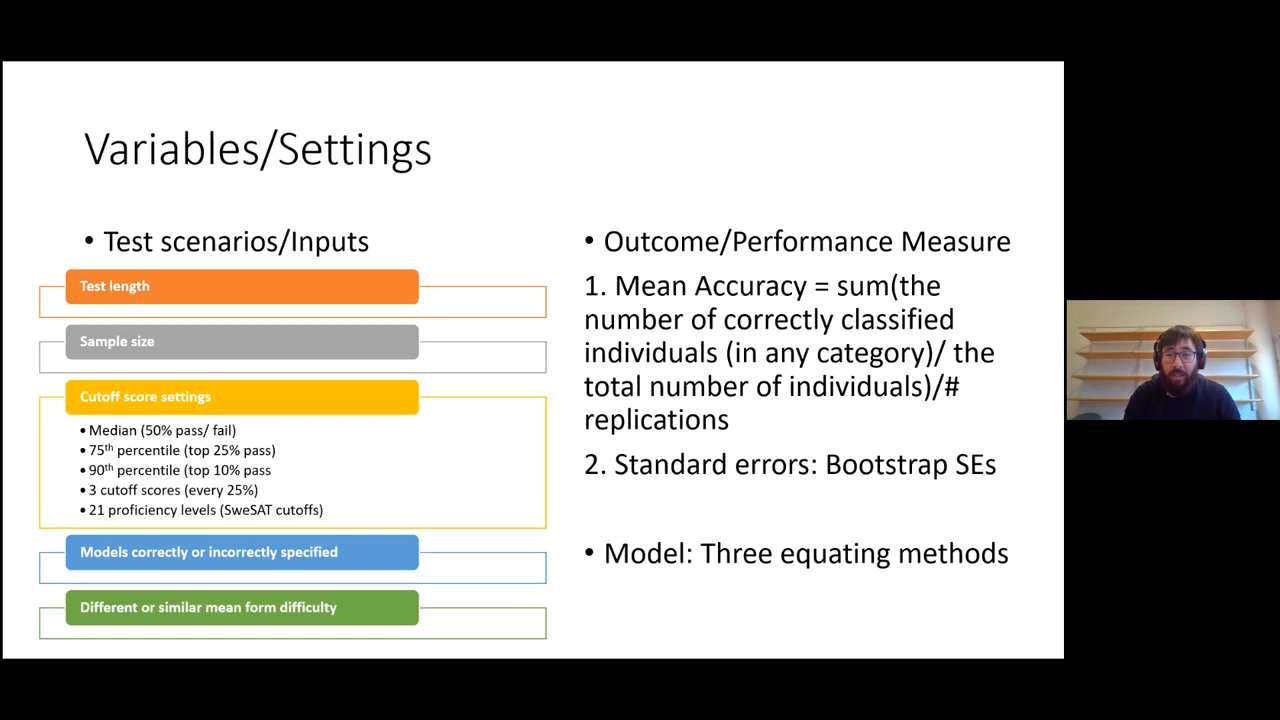 Variables/Settings
• Test scenarios/Inputs
Test length
Sample size
Cutoff score settings
• Median (50% pass/ fail)
• 75th percentile (top 25% pass)
• 90th percentile (top 10% pass
• 3 cutoff scores (every 25%)
• 21 proficiency levels (SweSAT cutoffs)
Models correctly or incorrectly specified
Different or similar mean form difficulty
• Outcome/Performance Measure
1. Mean Accuracy = sum(the
number of correctly classified
individuals (in any category)/ the
total number of individuals)/#
replications
2. Standard errors: Bootstrap SEs
• Model: Three equating methods